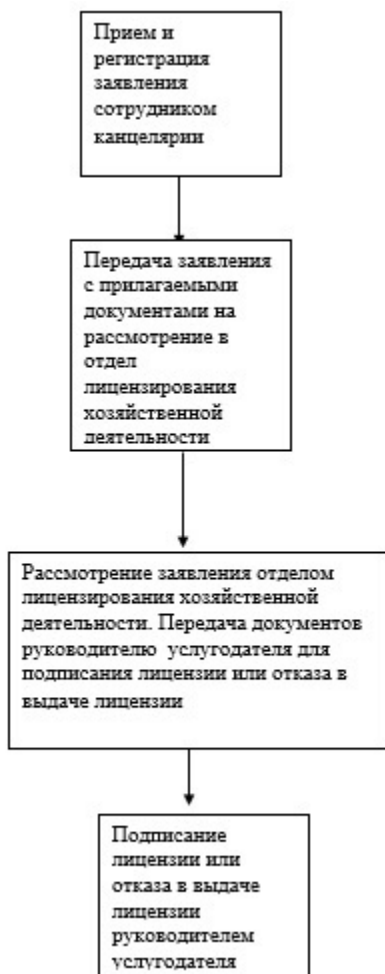 Прием и
регистрация
заявления
сотрудником
канцелярии
Передача заявления
с прилагаемыми
документами на
рассмотрение в
отдел
лицензирования
хозяйственной
деятельности
Рассмотрение заявления отделом
лицензирования хозяйственной
деятельности. Передача документов
руководителю услугодателя для
подписания лицензии или отказа в
выдаче лицензии
Подписание
лицензии или
отказа в выдаче
лицензии
руководителем
услугодателя